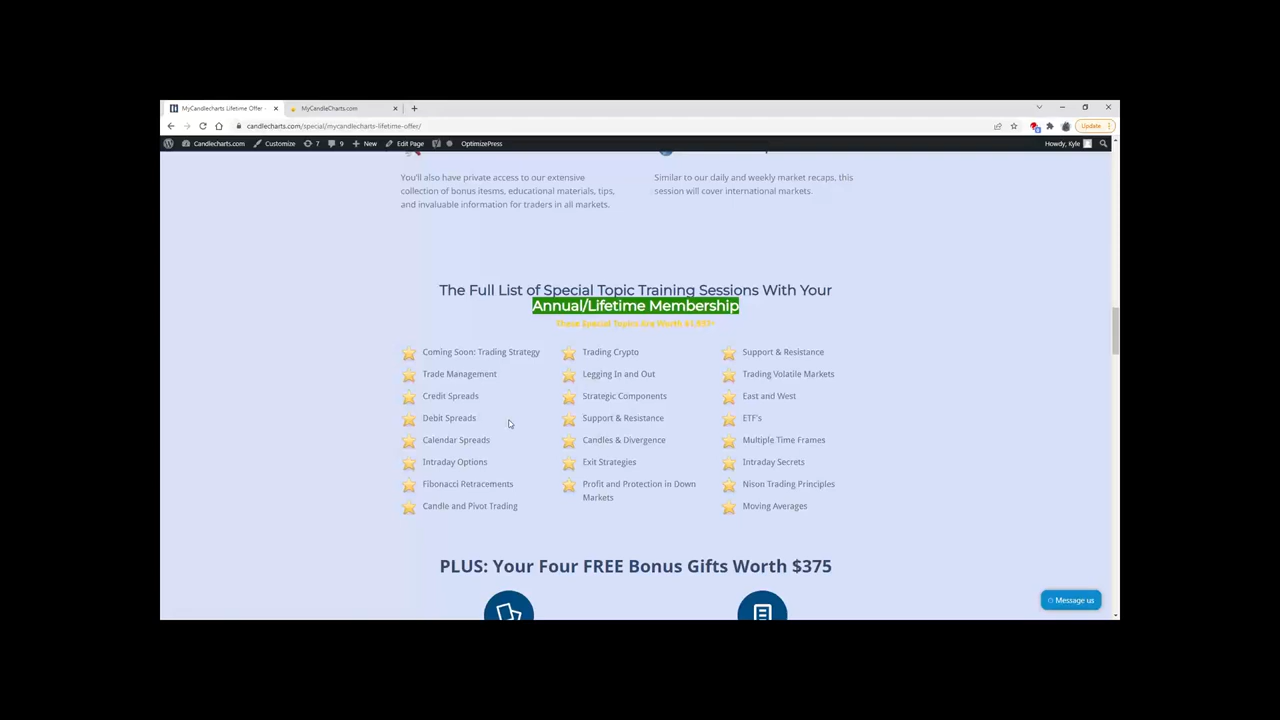 MyCandlecharts Lifetime Offer
MyCandleCharts.com
candlecharts.com/special/mycandlecharts-lifetime-offer/
Update
Candlecharts.com
Customize
7
9
New
Edit Page
OptimizePress
Howdy, Kyle
You'll also have private access to our extensive
collection of bonus itesms, educational materials, tips,
and invaluable information for traders in all markets.
Similar to our daily and weekly market recaps, this
session will cover international markets.
The Full List of Special Topic Training Sessions With Your
Annual/Lifetime Membership
These Special Topics Are Worth
Coming Soon: Trading Strategy
Trade Management
Credit Spreads
Debit Spreads
Calendar Spreads
Intraday Options
Fibonacci Retracements
Candle and Pivot Trading
Trading Crypto
Legging In and Out
Strategic Components
Support & Resistance
Candles & Divergence
Exit Strategies
Profit and Protection in Down
Markets
Support & Resistance
Trading Volatile Markets
East and West
ETF's
Multiple Time Frames
Intraday Secrets
Nison Trading Principles
Moving Averages
PLUS: Your Four FREE Bonus Gifts Worth $375
Message us